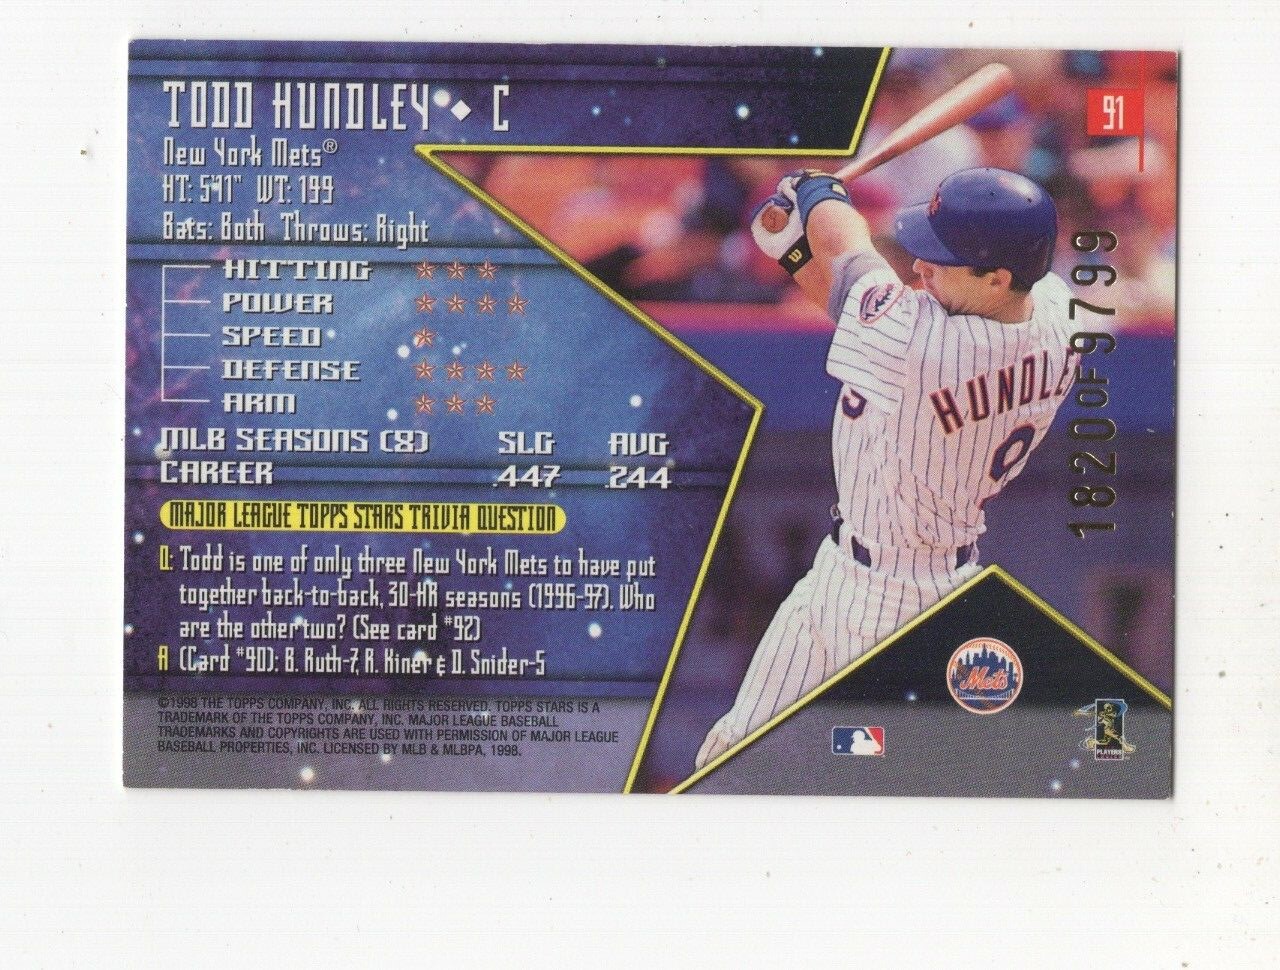 TODD HUNDLEY ◆ C
New York Mets®
HT: 5'11" WT: 199
Bats: Both Throws: Right
HITTING ★★★
POWER ★★★★
SPEED ★
DEFENSE ★★★★
ARM ★★★
MLB SEASONS (8) SLG AVG
CAREER .447 .244
MAJOR LEAGUE TOPPS STARS TRIVIA QUESTION
Q: Todd is one of only three New York Mets to have put
together back-to-back, 30-HR seasons (1996-97). Who
are the other two? (See card #92)
A (Card #90): B. Ruth-7, R. Kiner & D. Snider-5
©1998 THE TOPPS COMPANY, INC. ALL RIGHTS RESERVED. TOPPS STARS IS A
TRADEMARK OF THE TOPPS COMPANY, INC. MAJOR LEAGUE BASEBALL
TRADEMARKS AND COPYRIGHTS ARE USED WITH PERMISSION OF MAJOR LEAGUE
BASEBALL PROPERTIES, INC. LICENSED BY MLB & MLBPA, 1998.
91
1820 OF 9799
HUNDLEY
9
Mets
PLAYERS